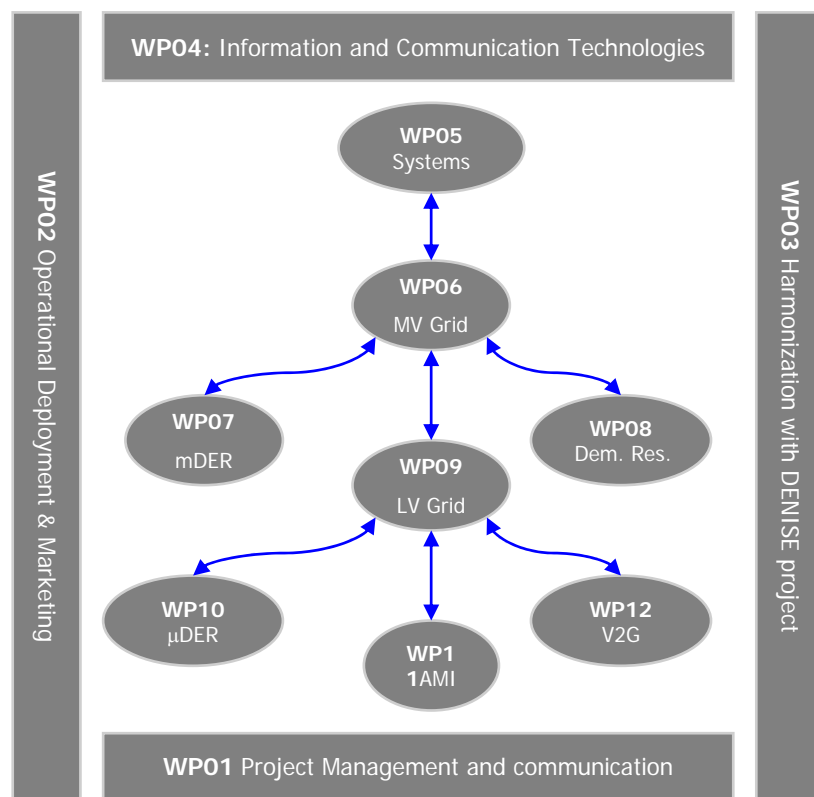 WP04: Information and Communication Technologies
WP02 Operational Deployment & Marketing
WP03 Harmonization with DENISE project
WP05
Systems
WP06
MV Grid
WP07
mDER
WP08
Dem. Res.
WP09
LV Grid
WP10
μDER
WP1
1AMI
WP12
V2G
WP01 Project Management and communication